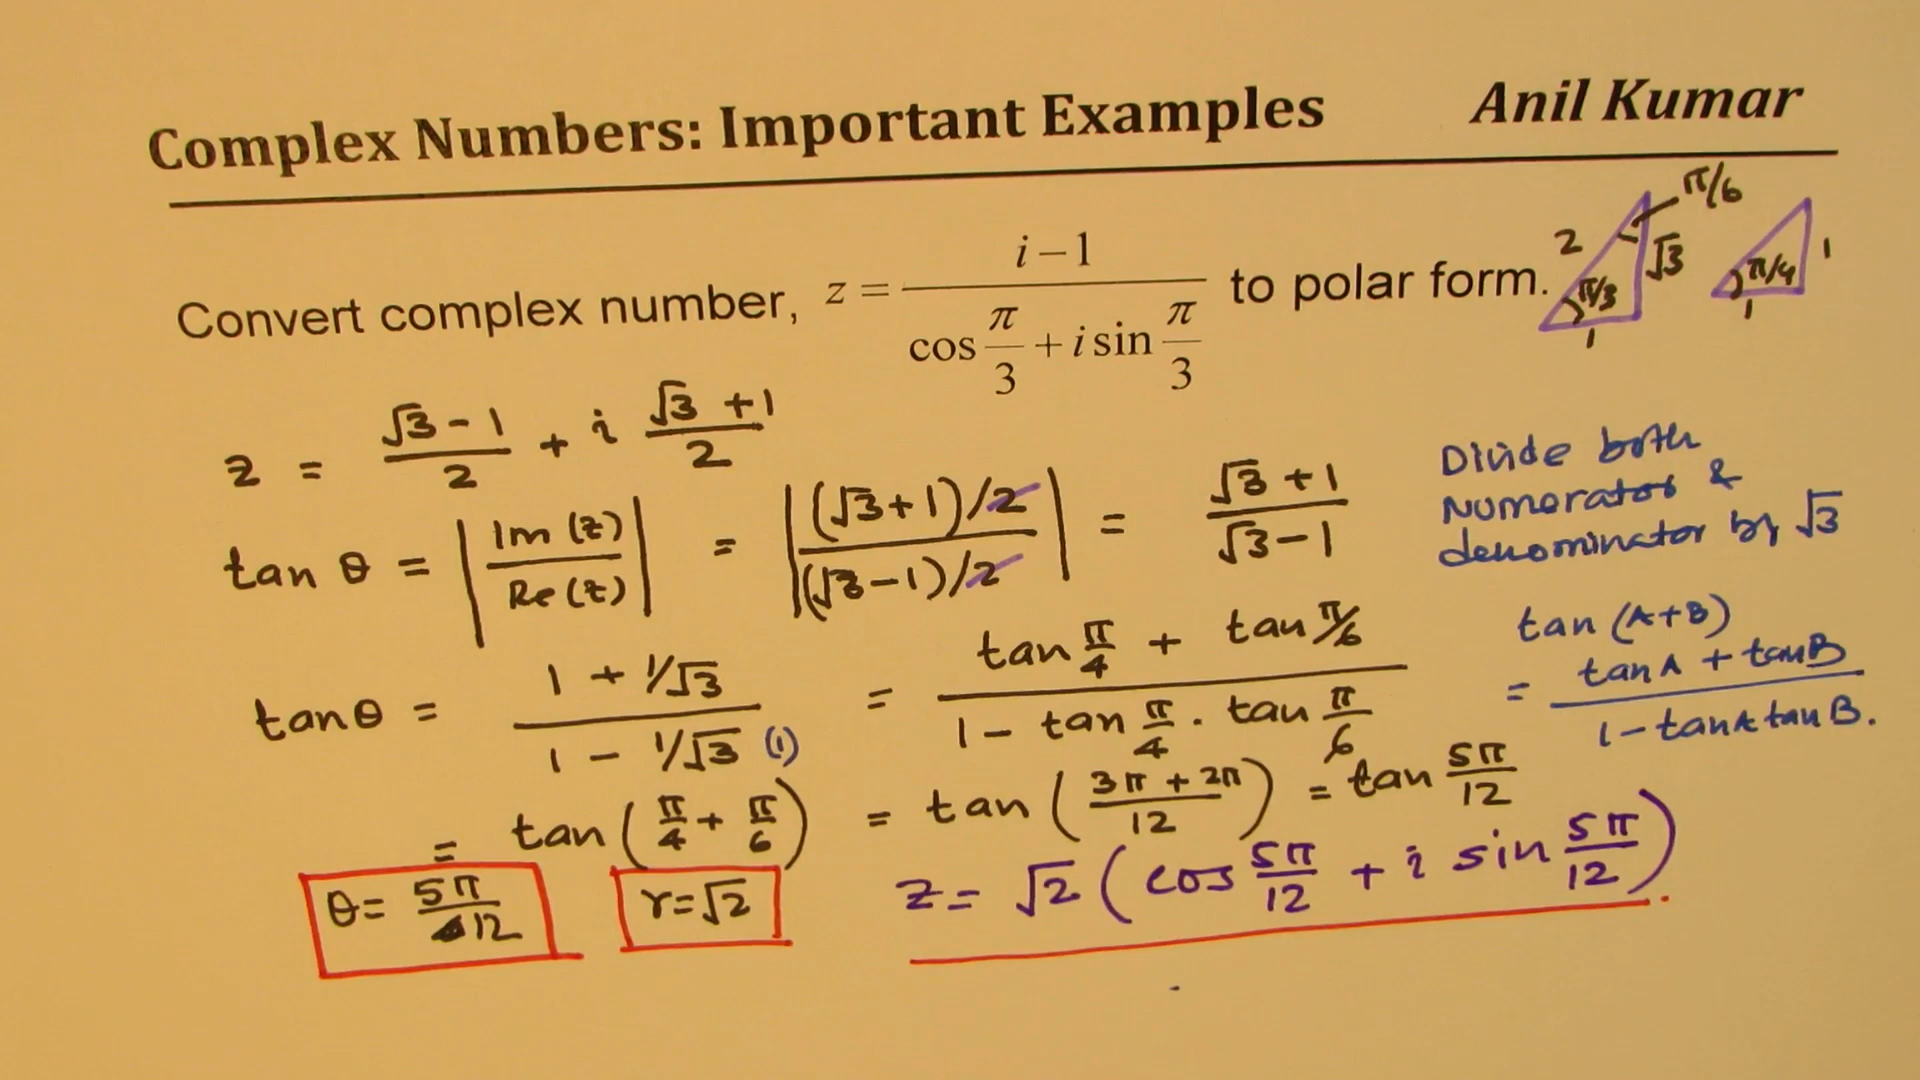 Complex Numbers: Important Examples Anil Kumar
Convert complex number, z = (i − 1)/(cos π/3 + i sin π/3) to polar form.
2 π/6 √3 π/3 1
π/4 1 1
z = (√3 - 1)/2 + i (√3 + 1)/2
tan θ = |Im(z)/Re(z)| = |((√3+1)/2)/((√3-1)/2)| = (√3 + 1)/(√3 - 1)
Divide both
Numerator &
denominator by √3
tan θ = (1 + 1/√3)/(1 - 1/√3 (1)) = (tan π/4 + tan π/6)/(1 - tan π/4 . tan π/6)
tan (A+B)
= (tanA + tanB)/(1 - tanA tanB).
= tan (π/4 + π/6) = tan ((3π + 2π)/12) = tan 5π/12
θ = 5π/12 r = √2 z = √2 (cos 5π/12 + i sin 5π/12).